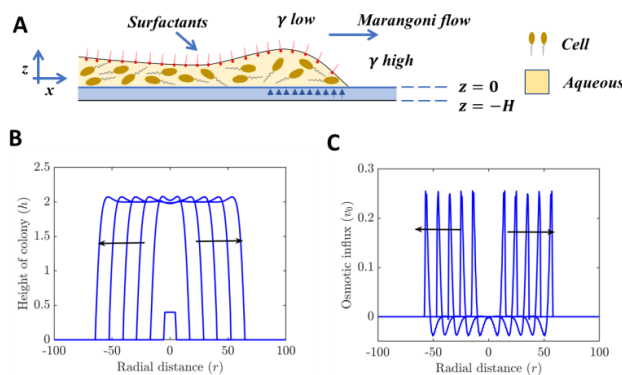 A
Surfactants
γ low
Marangoni flow
γ high
Cell
Aqueous
z
x
z = 0
z = −H
B
Height of colony (h)
2.5
2
1.5
1
0.5
0
-100
-50
0
50
100
Radial distance (r)
C
Osmotic influx (v₀)
0.3
0.2
0.1
0
-100
-50
0
50
100
Radial distance (r)